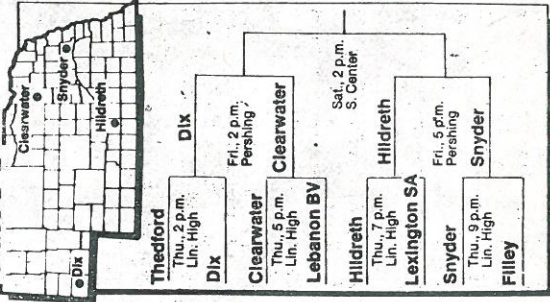 Clearwater
Snyder
Hildreth
Dix
Thedford
Thu., 2 p.m.
Lin. High
Dix
Clearwater
Thu., 5 p.m.
Lin. High
Lebanon BV
Hildreth
Thu., 7 p.m.
Lin. High
Lexington SA
Snyder
Thu., 9 p.m.
Lin. High
Filley
Dix
Fri., 2 p.m.
Pershing
Clearwater
Hildreth
Fri., 5 p.m.
Pershing
Snyder
Sat., 2 p.m.
S. Center